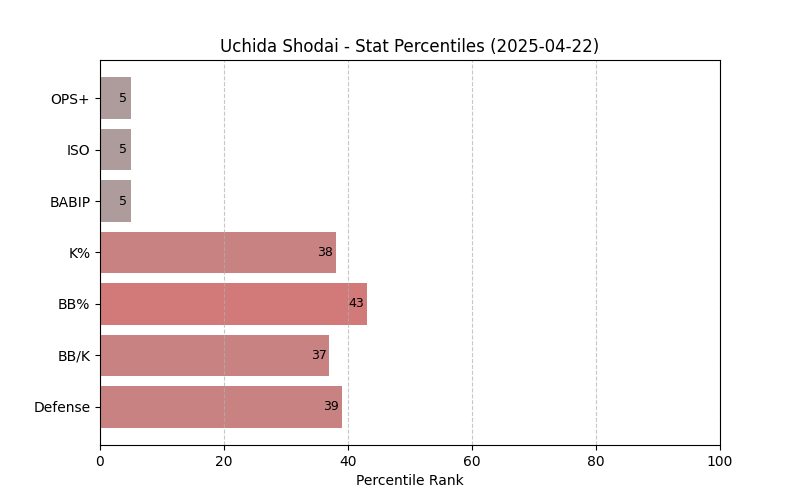 Uchida Shodai - Stat Percentiles (2025-04-22)
OPS+ 5
ISO 5
BABIP 5
K% 38
BB% 43
BB/K 37
Defense 39
0 20 40 60 80 100
Percentile Rank